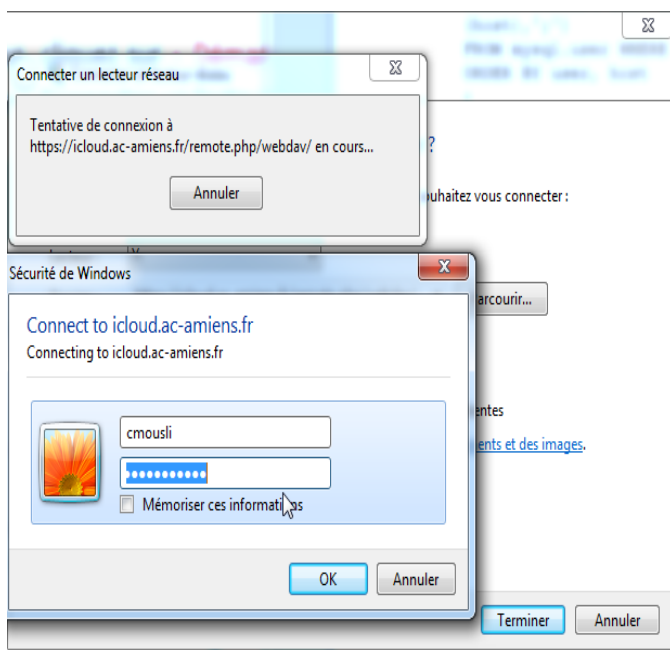 Connecter un lecteur réseau
Tentative de connexion à
https://icloud.ac-amiens.fr/remote.php/webdav/ en cours...
?
Annuler
ouhaitez vous connecter :
Sécurité de Windows
arcourir...
Connect to icloud.ac-amiens.fr
Connecting to icloud.ac-amiens.fr
entes
cmousli
ents et des images.
•••••••••••
Mémoriser ces informations
OK
Annuler
Terminer
Annuler